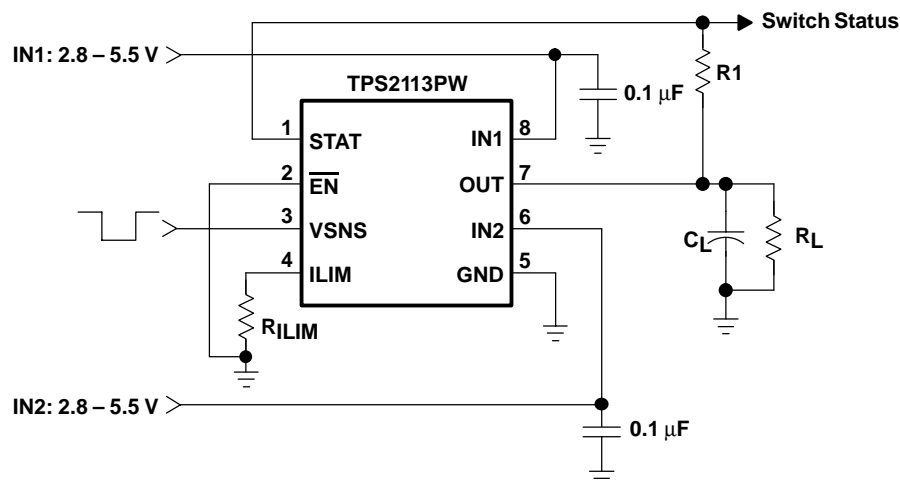 Switch Status
IN1: 2.8 – 5.5 V
R1
TPS2113PW
0.1 μF
1
STAT
IN1
8
2
EN
OUT
7
3
VSNS
IN2
6
4
ILIM
GND
5
CL
RL
RILIM
IN2: 2.8 – 5.5 V
0.1 μF